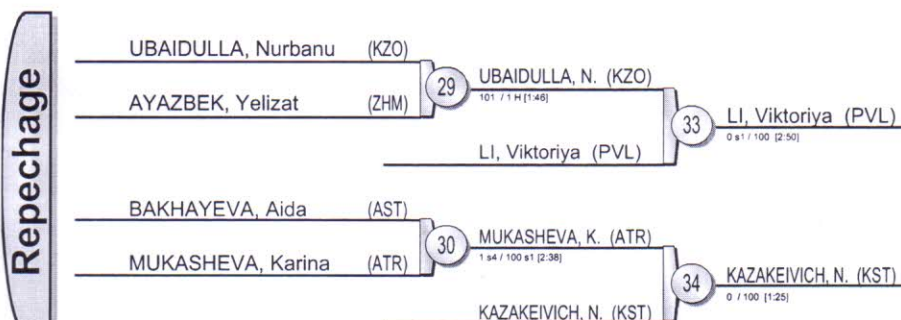 Repechage
UBAIDULLA, Nurbanu (KZO)
AYAZBEK, Yelizat (ZHM)
29
UBAIDULLA, N. (KZO)
101 / 1 H [1:46]
LI, Viktoriya (PVL)
33
LI, Viktoriya (PVL)
0 s1 / 100 [2:50]
BAKHAYEVA, Aida (AST)
MUKASHEVA, Karina (ATR)
30
MUKASHEVA, K. (ATR)
1 s4 / 100 s1 [2:38]
KAZAKEIVICH, N. (KST)
34
KAZAKEIVICH, N. (KST)
0 / 100 [1:25]